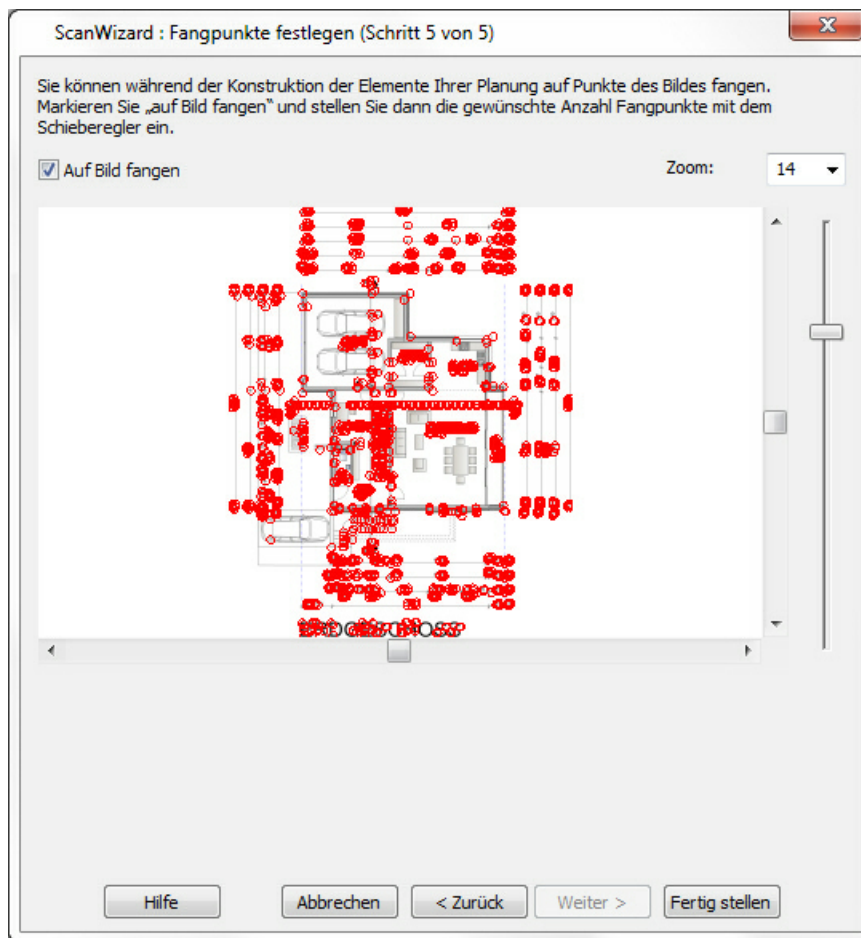 ScanWizard : Fangpunkte festlegen (Schritt 5 von 5)
Sie können während der Konstruktion der Elemente Ihrer Planung auf Punkte des Bildes fangen.
Markieren Sie „auf Bild fangen“ und stellen Sie dann die gewünschte Anzahl Fangpunkte mit dem
Schieberegler ein.
Auf Bild fangen
Zoom:
14
Hilfe
Abbrechen
< Zurück
Weiter >
Fertig stellen